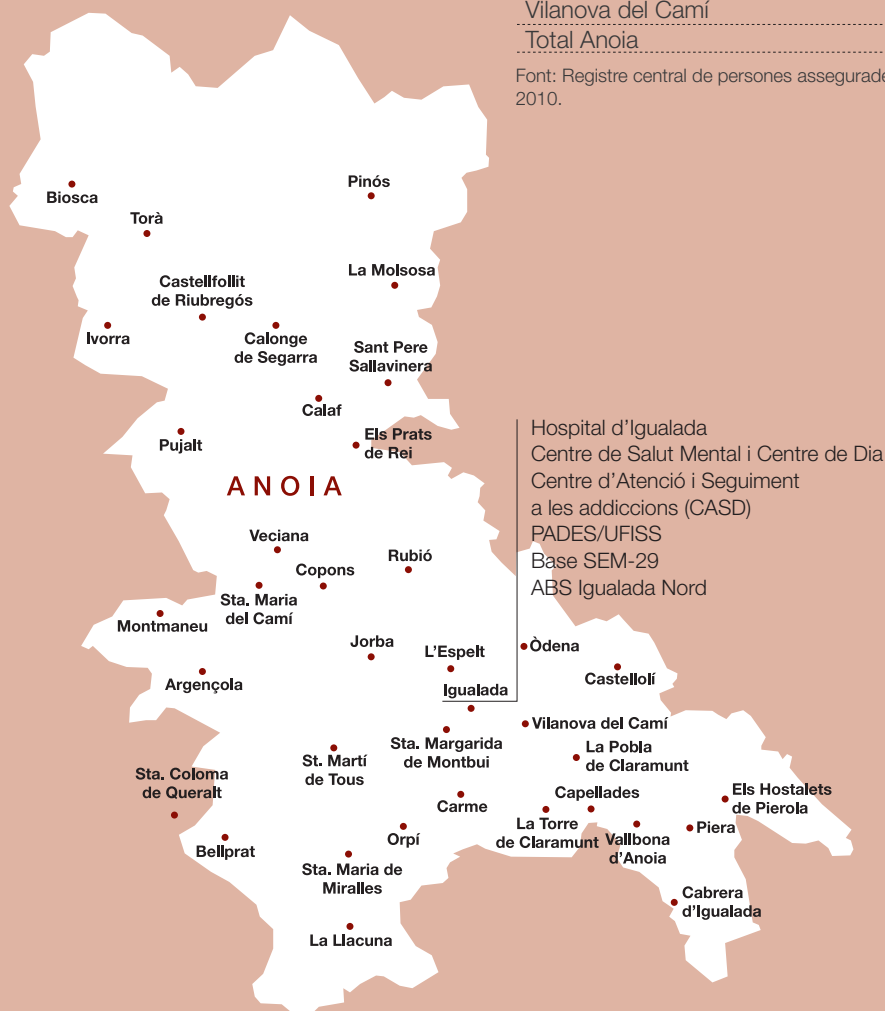 Vilanova del Camí
Total Anoia
Font: Registre central de persones
2010.
Biosca
Pinós
Torà
La Molsosa
Castellfollit
de Riubregós
Ivorra
Calonge
de Segarra
Sant Pere
Sallavinera
Calaf
Pujalt
Els Prats
de Rei
ANOIA
Hospital d’Igualada
Centre de Salut Mental i Centre de Dia
Centre d’Atenció i Seguiment
a les addiccions (CASD)
PADES/UFISS
Base SEM-29
ABS Igualada Nord
Veciana
Copons
Rubió
Sta. Maria
del Camí
Montmaneu
Jorba
L’Espelt
Òdena
Argençola
Castellolí
Igualada
Vilanova del Camí
Sta. Margarida
de Montbui
St. Martí
de Tous
La Pobla
de Claramunt
Sta. Coloma
de Queralt
Carme
Capellades
Els Hostalets
de Pierola
La Torre
de Claramunt
Vallbona
d’Anoia
Piera
Bellprat
Orpí
Sta. Maria de
Miralles
Cabrera
d’Igualada
La Llacuna